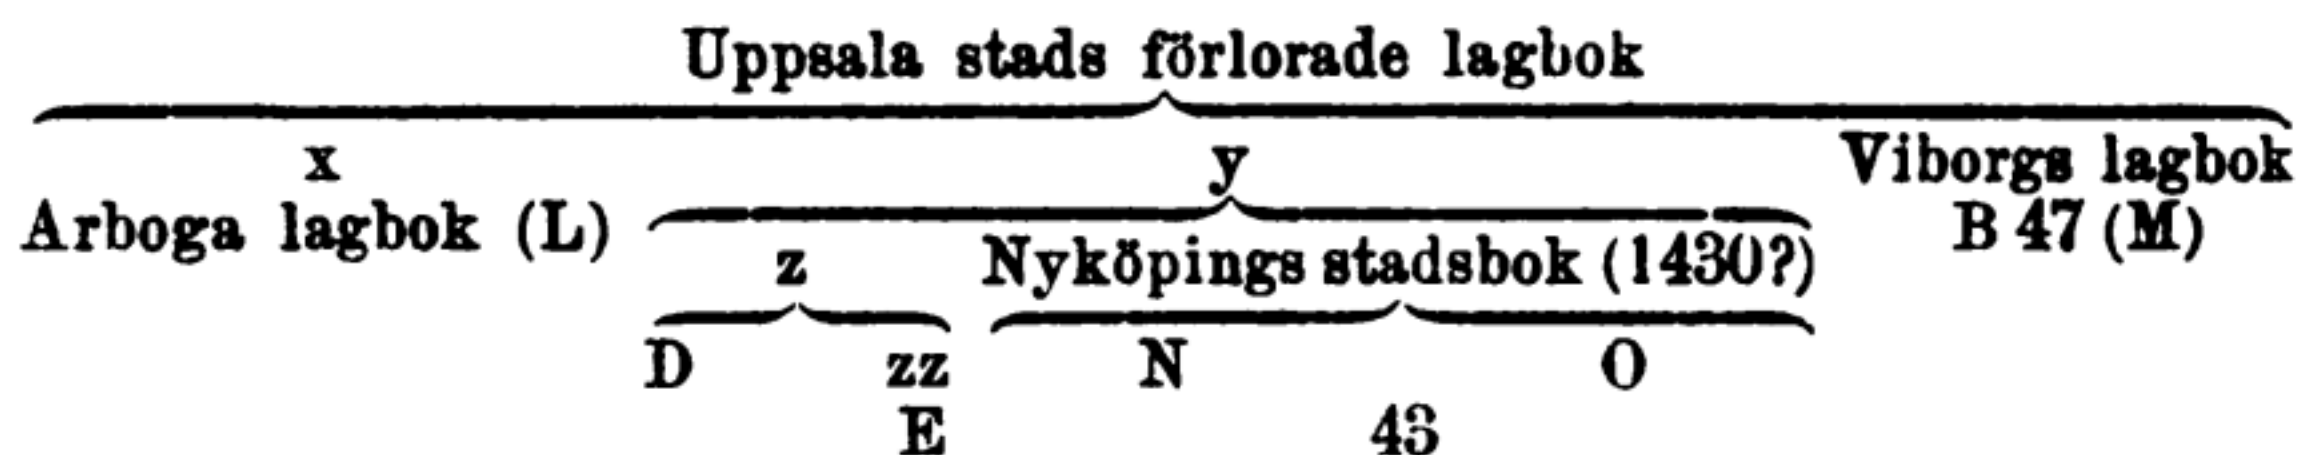 Uppsala stads förlorade lagbok
x y Viborgs lagbok
Arboga lagbok (L) B 47 (M)
z Nyköpings stadsbok (1430?)
D zz N O
E 43